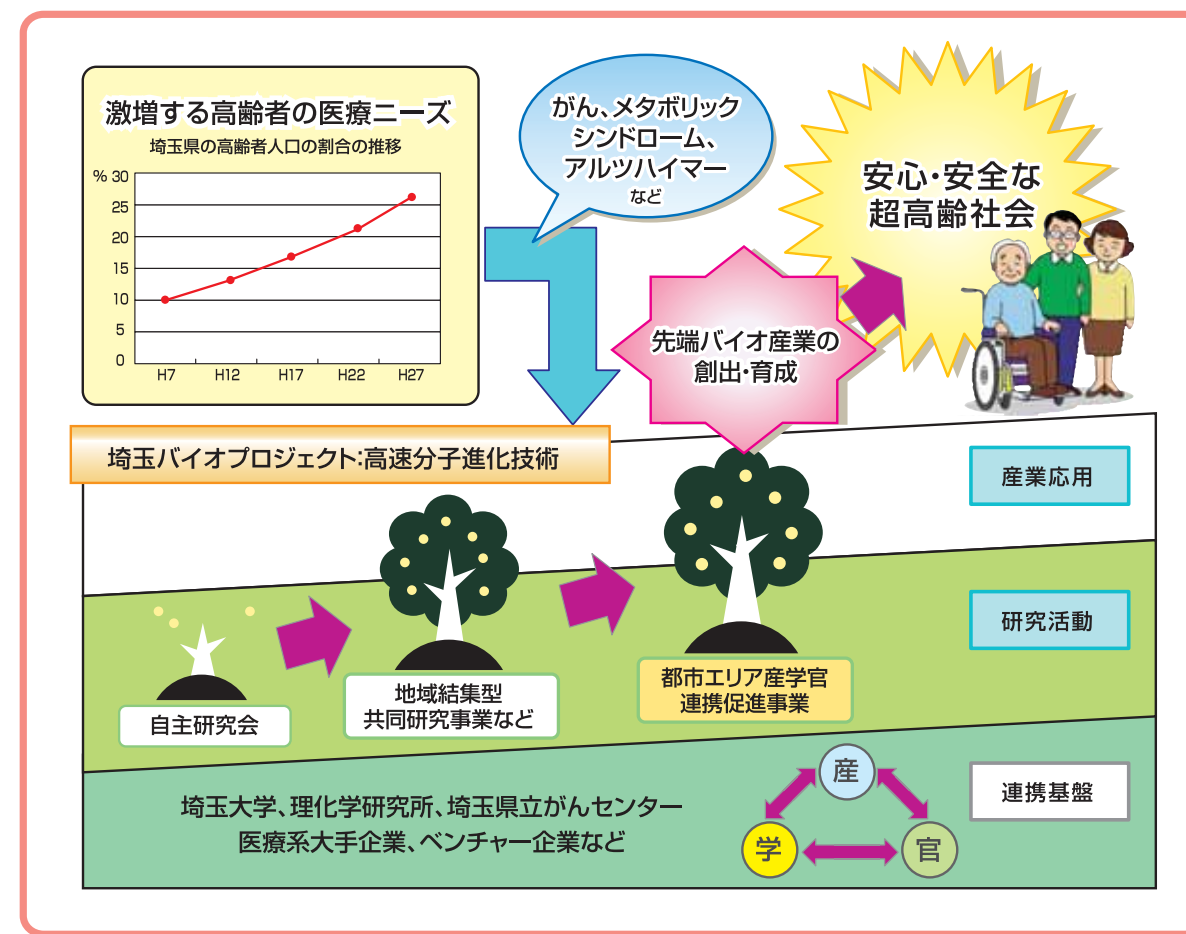 激増する高齢者の医療ニーズ
埼玉県の高齢者人口の割合の推移
% 30
25
20
15
10
5
0
H7 H12 H17 H22 H27
がん、メタボリック
シンドローム、
アルツハイマー
など
安心・安全な
超高齢社会
先端バイオ産業の
創出・育成
埼玉バイオプロジェクト:高速分子進化技術
産業応用
研究活動
自主研究会
地域結集型
共同研究事業など
都市エリア産学官
連携促進事業
連携基盤
埼玉大学、理化学研究所、埼玉県立がんセンター
医療系大手企業、ベンチャー企業など
産
学
官